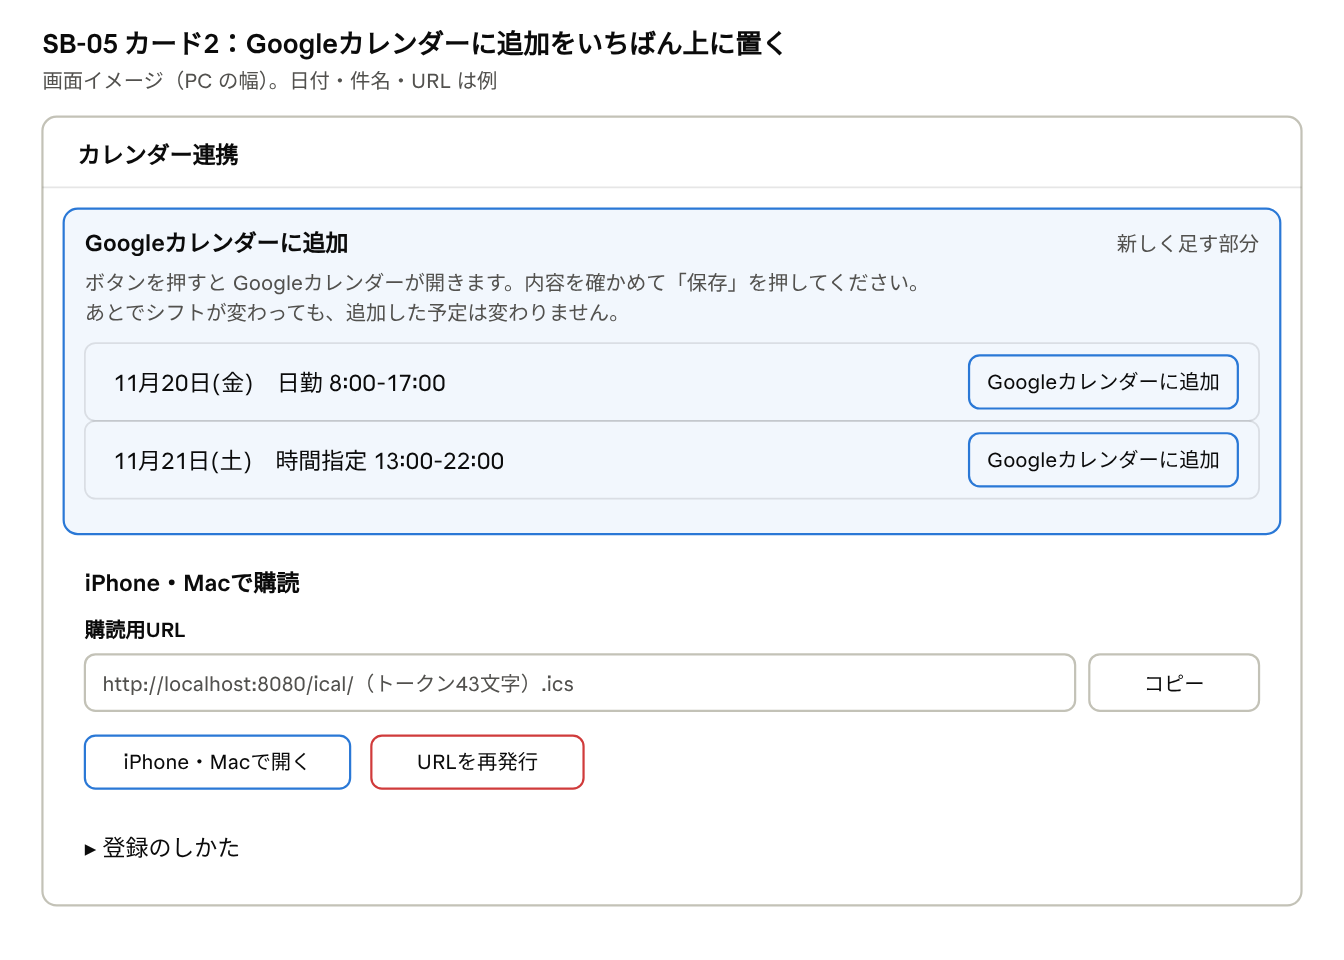 SB-05 カード2：Googleカレンダーに追加をいちばん上に置く
画面イメージ（PC の幅）。日付・件名・URL は例
カレンダー連携
Googleカレンダーに追加
新しく足す部分
ボタンを押すと Googleカレンダーが開きます。内容を確かめて「保存」を押してください。
あとでシフトが変わっても、追加した予定は変わりません。
11月20日(金)　日勤 8:00-17:00
Googleカレンダーに追加
11月21日(土)　時間指定 13:00-22:00
Googleカレンダーに追加
iPhone・Macで購読
購読用URL
http://localhost:8080/ical/（トークン43文字）.ics
コピー
iPhone・Macで開く
URLを再発行
▸ 登録のしかた